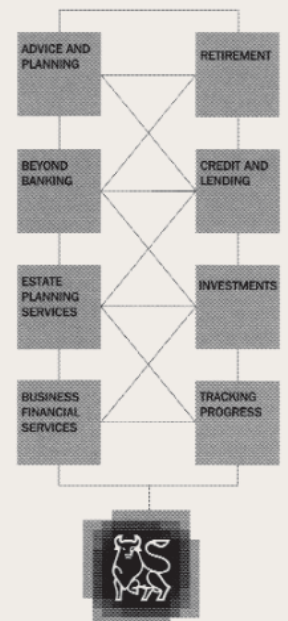 ADVICE AND
PLANNING
RETIREMENT
BEYOND
BANKING
CREDIT AND
LENDING
ESTATE
PLANNING
SERVICES
INVESTMENTS
BUSINESS
FINANCIAL
SERVICES
TRACKING
PROGRESS